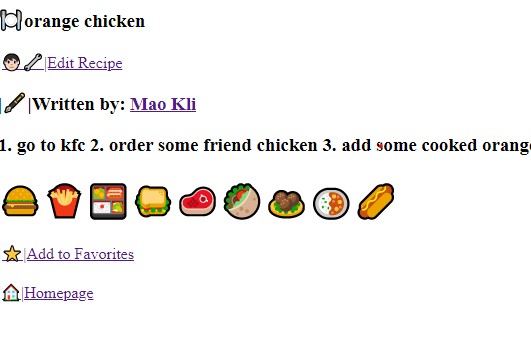 orange chicken
|Edit Recipe
|Written by: Mao Kli
1. go to kfc 2. order some friend chicken 3. add some cooked orange
|Add to Favorites
|Homepage